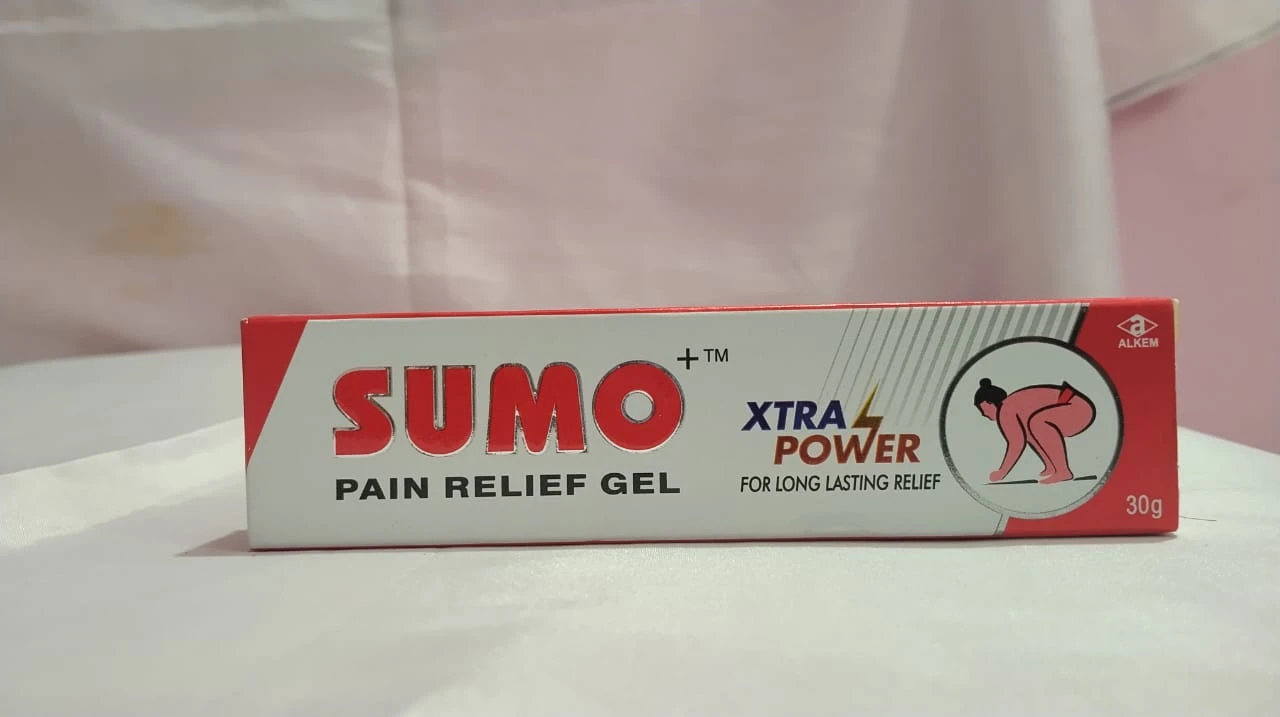 SUMO+™
PAIN RELIEF GEL
XTRA
POWER
FOR LONG LASTING RELIEF
a
ALKEM
30g